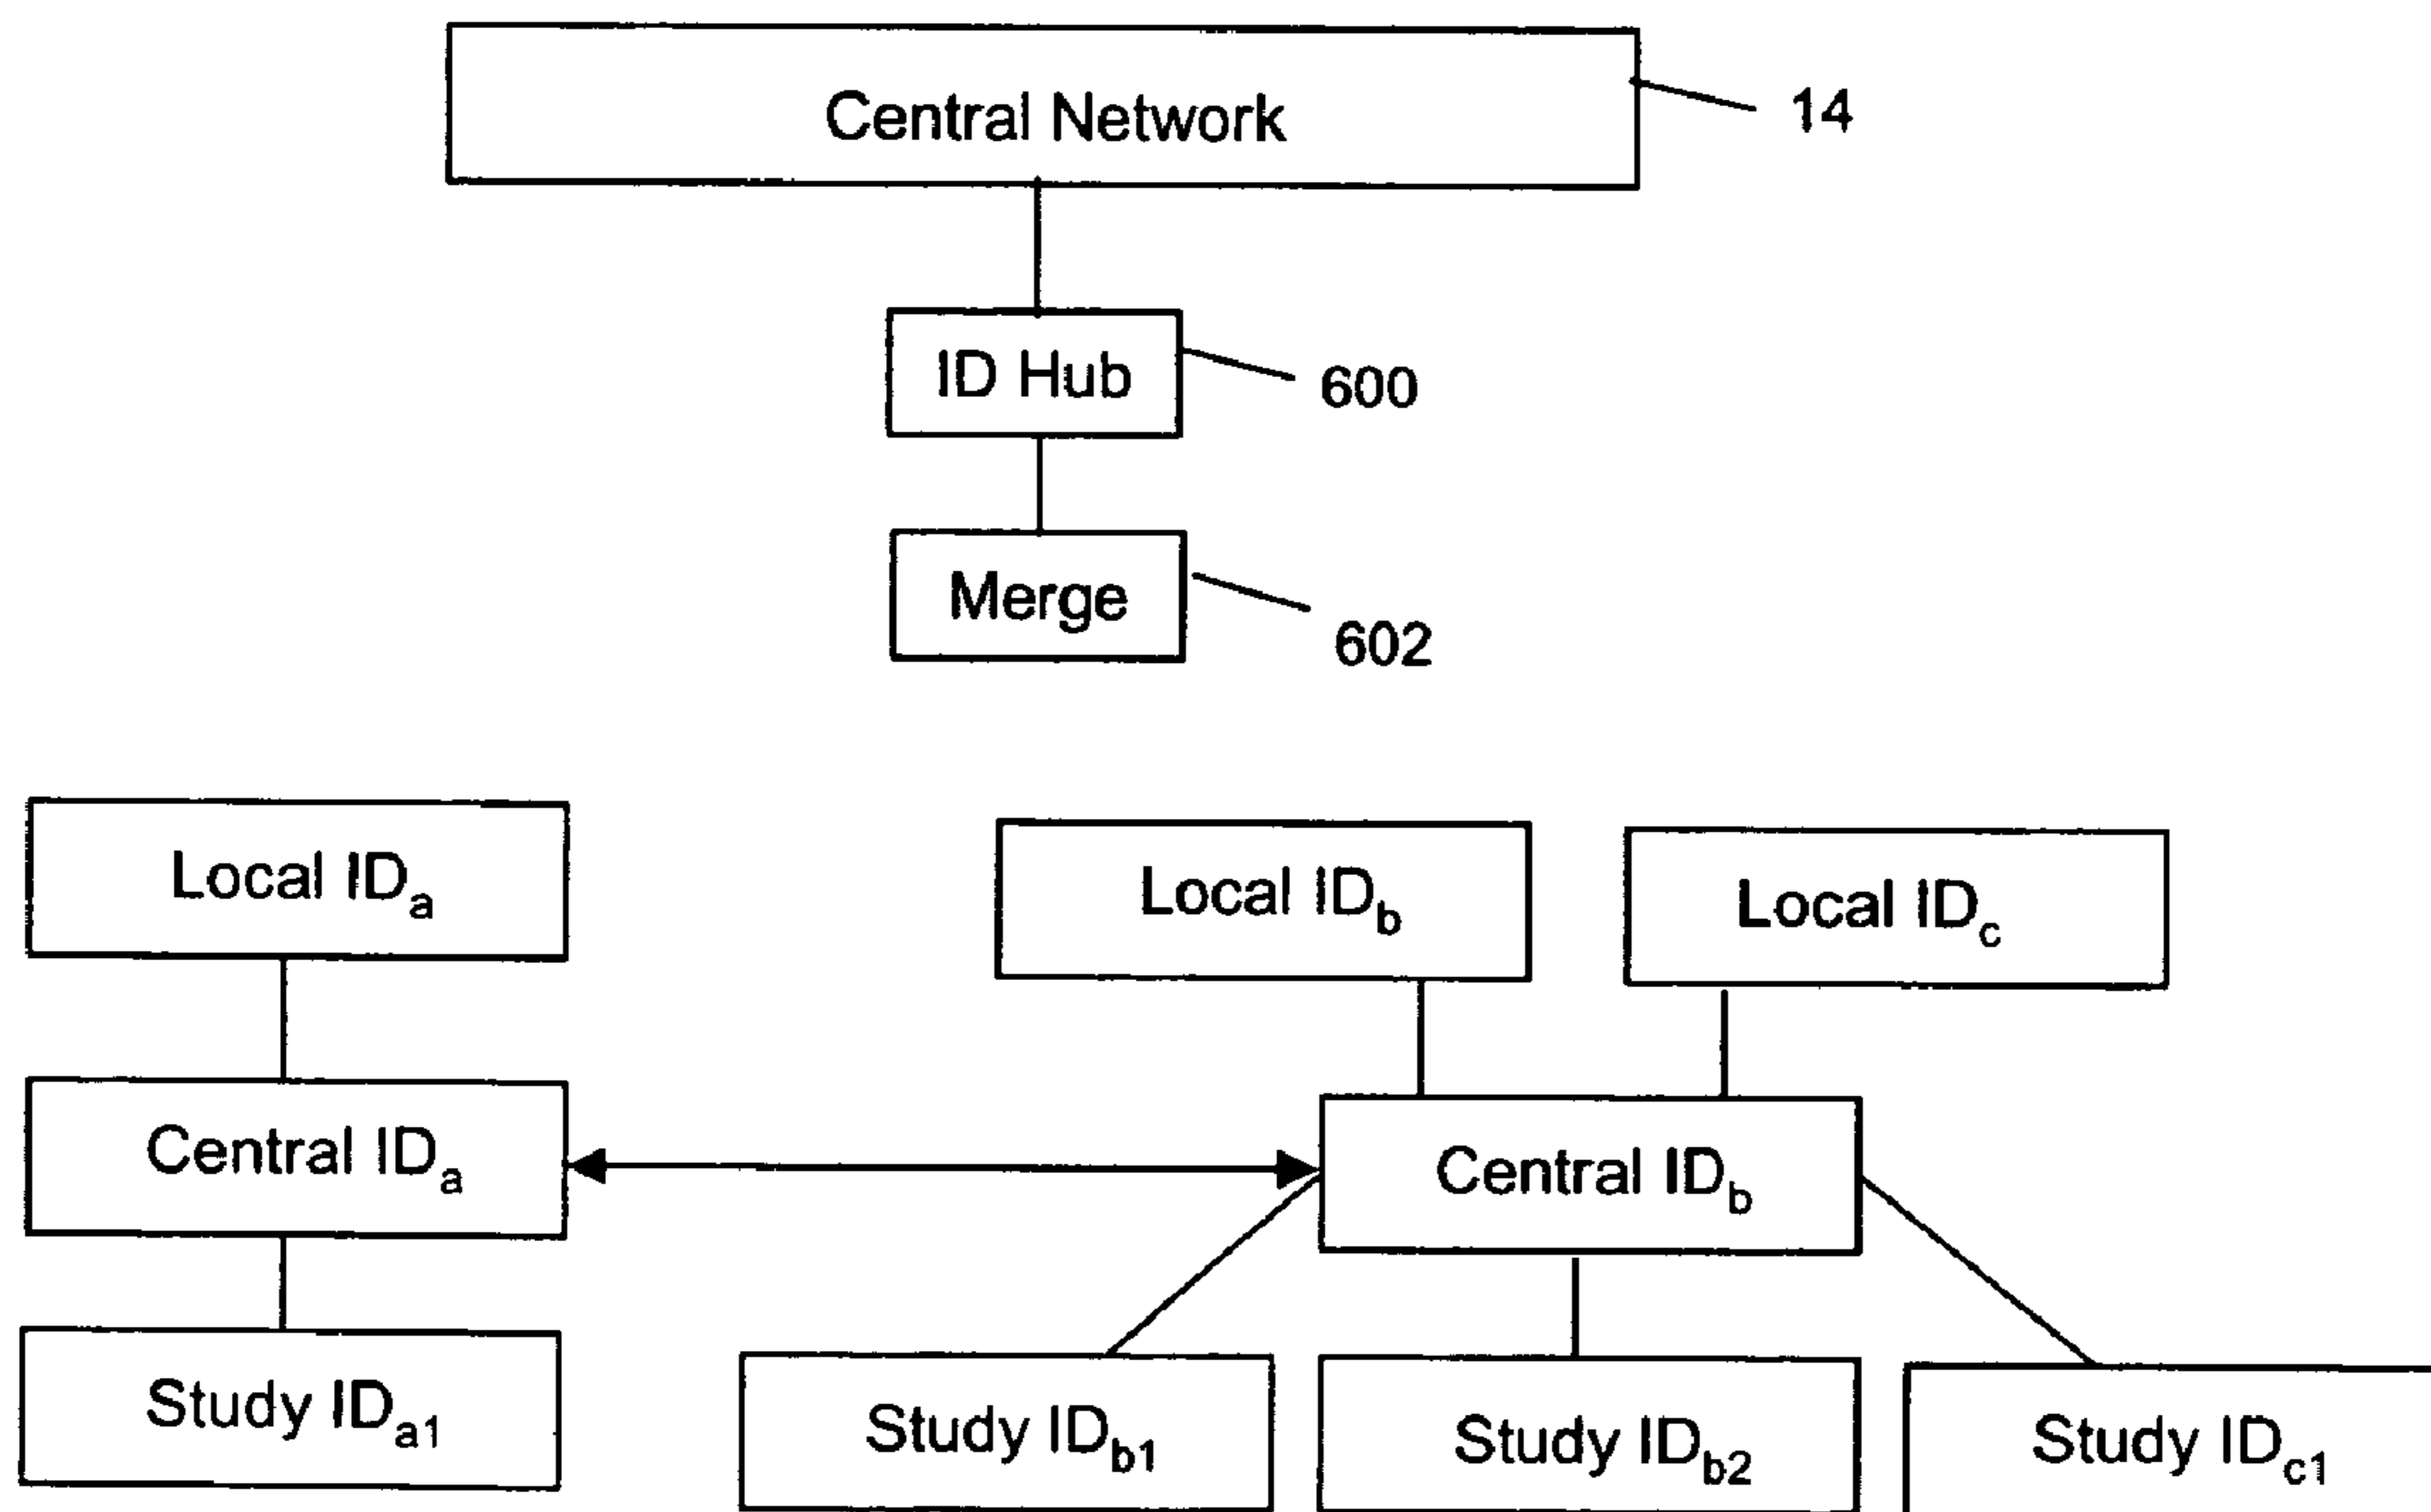 Central Network
14
ID Hub
600
Merge
602
Local IDa
Local IDb
Local IDc
Central IDa
Central IDb
Study IDa1
Study IDb1
Study IDb2
Study IDc1